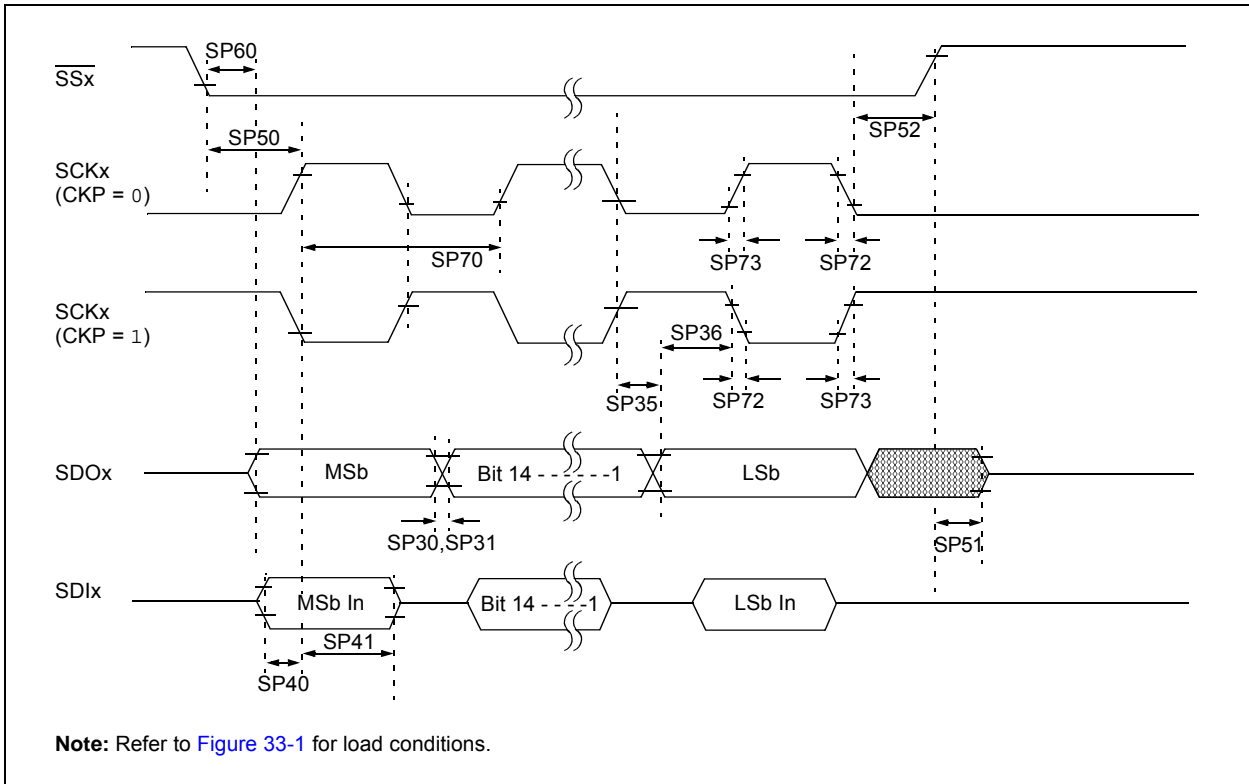 SP60
SSx
SP50
SP52
SCKx
(CKP = 0)
SP70
SP73
SP72
SCKx
(CKP = 1)
SP36
SP35
SP72
SP73
SDOx
MSb
Bit 14 - - - - - -1
LSb
SP30,SP31
SP51
SDIx
MSb In
Bit 14 - - - -1
LSb In
SP41
SP40
Note: Refer to Figure 33-1 for load conditions.